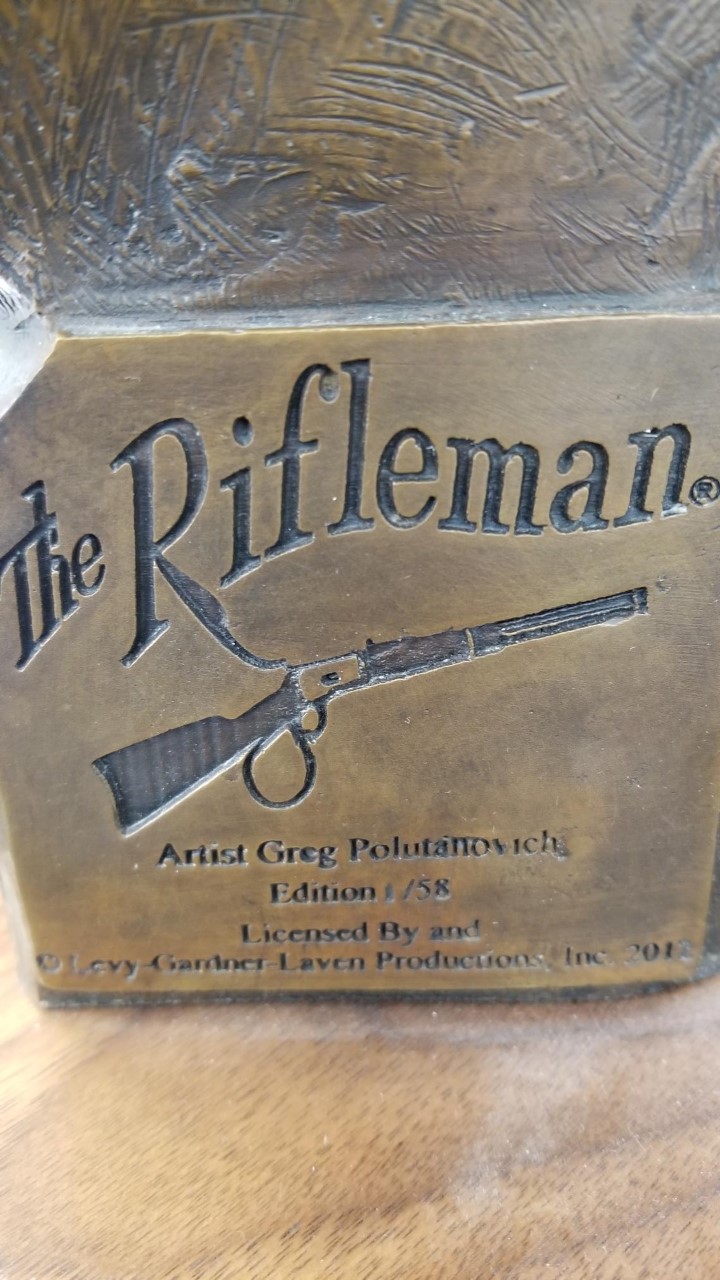 The Rifleman®
Artist Greg Polutanovich
Edition 1/58
Licensed By and
© Levy-Gardner-Laven Productions, Inc. 2012